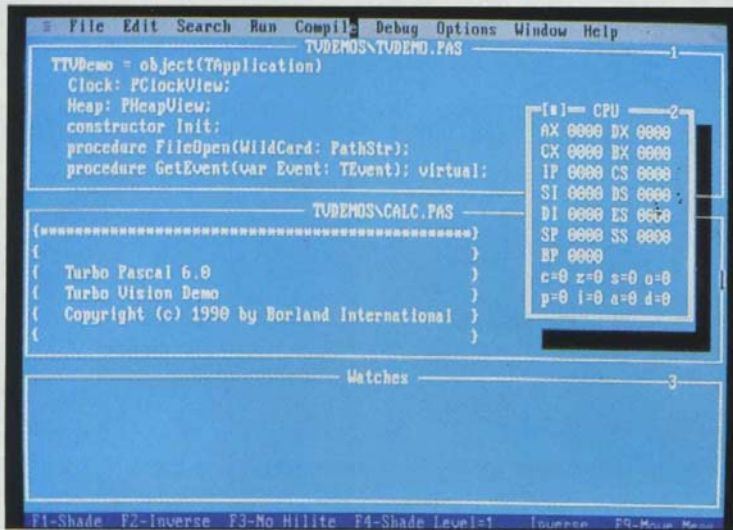 ≡ File Edit Search Run Compile Debug Options Window Help
TVDEMOS\TVDEMO.PAS 1
TTVDemo = object(TApplication)
Clock: PClockView;
Heap: PHeapView;
constructor Init;
procedure FileOpen(WildCard: PathStr);
procedure GetEvent(var Event: TEvent); virtual;
[■] CPU 2
AX 0000 DX 0000
CX 0000 BX 0000
IP 0000 CS 0000
SI 0000 DS 0000
DI 0000 ES 0000
SP 0000 SS 0000
BP 0000
c=0 z=0 s=0 o=0
p=0 i=0 a=0 d=0
TVDEMOS\CALC.PAS
{***********************************************}
{ }
{ Turbo Pascal 6.0 }
{ Turbo Vision Demo }
{ Copyright (c) 1990 by Borland International }
{ }
Watches 3
F1-Shade F2-Inverse F3-No Hilite F4-Shade Level=1 Inverse F9-Move Menu